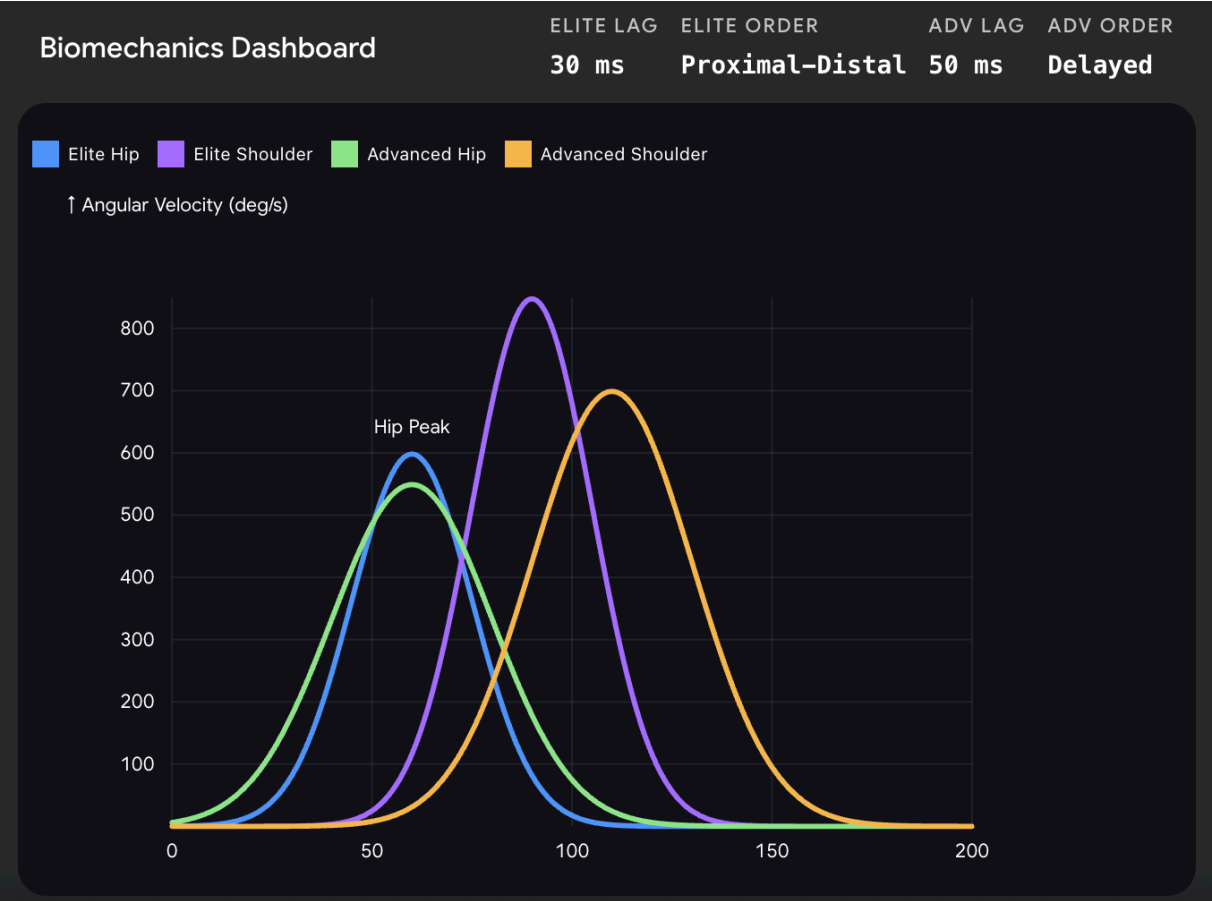 Biomechanics Dashboard
ELITE LAG ELITE ORDER ADV LAG ADV ORDER
30 ms Proximal–Distal 50 ms Delayed
Elite Hip Elite Shoulder Advanced Hip Advanced Shoulder
↑ Angular Velocity (deg/s)
800
700
Hip Peak
600
500
400
300
200
100
0 50 100 150 200